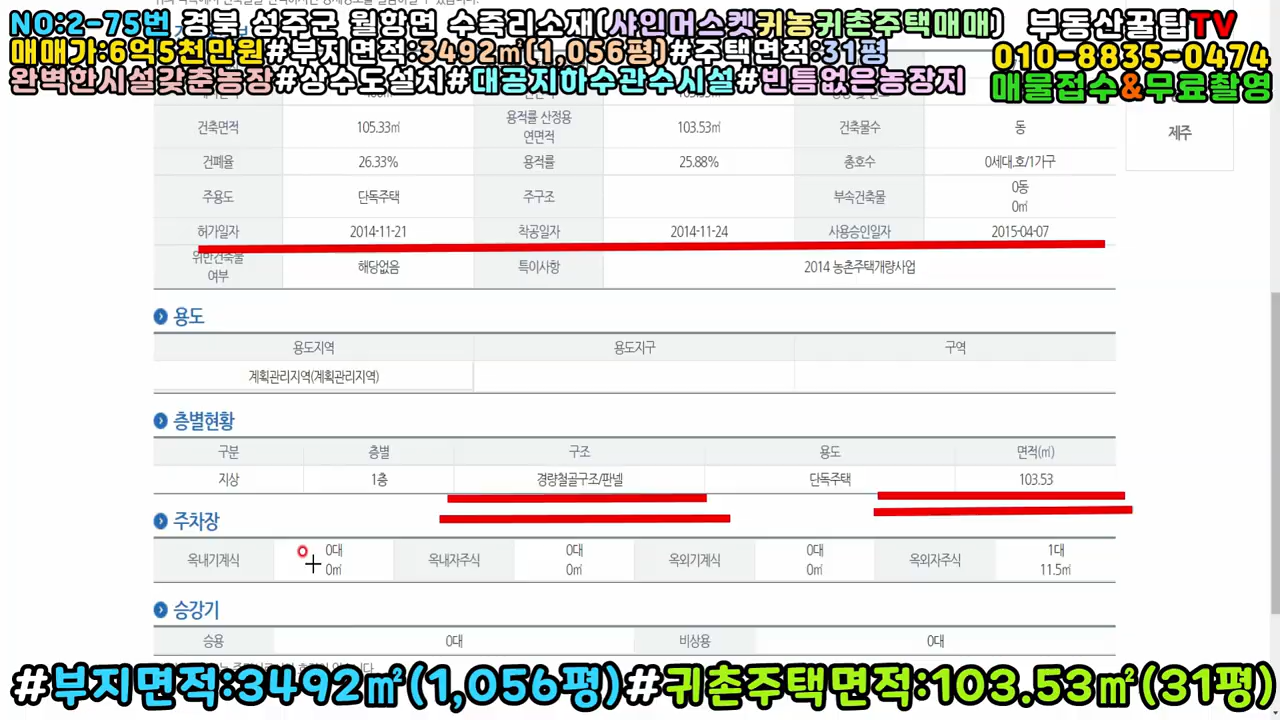 NO:2-75번 경북 성주군 월항면 수죽리소재(샤인머스켓귀농귀촌주택매매) 부동산꿀팁TV
매매가:6억5천만원#부지면적:3492㎡(1,056평)#주택면적:31평 010-8835-0474
완벽한시설갖춘농장#상수도설치#대공지하수관수시설#빈틈없은농장지 매물접수&무료촬영
제주
건축면적 105.33㎡ 용적률 산정용 연면적 103.53㎡ 건축물수 동
건폐율 26.33% 용적률 25.88% 총호수 0세대.호/1가구
주용도 단독주택 주구조 부속건축물 0동 0㎡
허가일자 2014-11-21 착공일자 2014-11-24 사용승인일자 2015-04-07
위반건축물 여부 해당없음 특이사항 2014 농촌주택개량사업
용도
용도지역 용도지구 구역
계획관리지역(계획관리지역)
층별현황
구분 층별 구조 용도 면적(㎡)
지상 1층 경량철골구조/판넬 단독주택 103.53
주차장
옥내기계식 0대 0㎡ 옥내자주식 0대 0㎡ 옥외기계식 0대 0㎡ 옥외자주식 1대 11.5㎡
승강기
승용 0대 비상용 0대
#부지면적:3492㎡(1,056평)#귀촌주택면적:103.53㎡(31평)